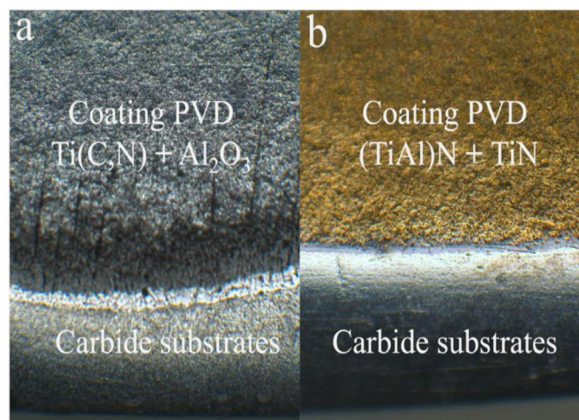 a
Coating PVD
Ti(C,N) + Al₂O₃
Carbide substrates
b
Coating PVD
(TiAl)N + TiN
Carbide substrates